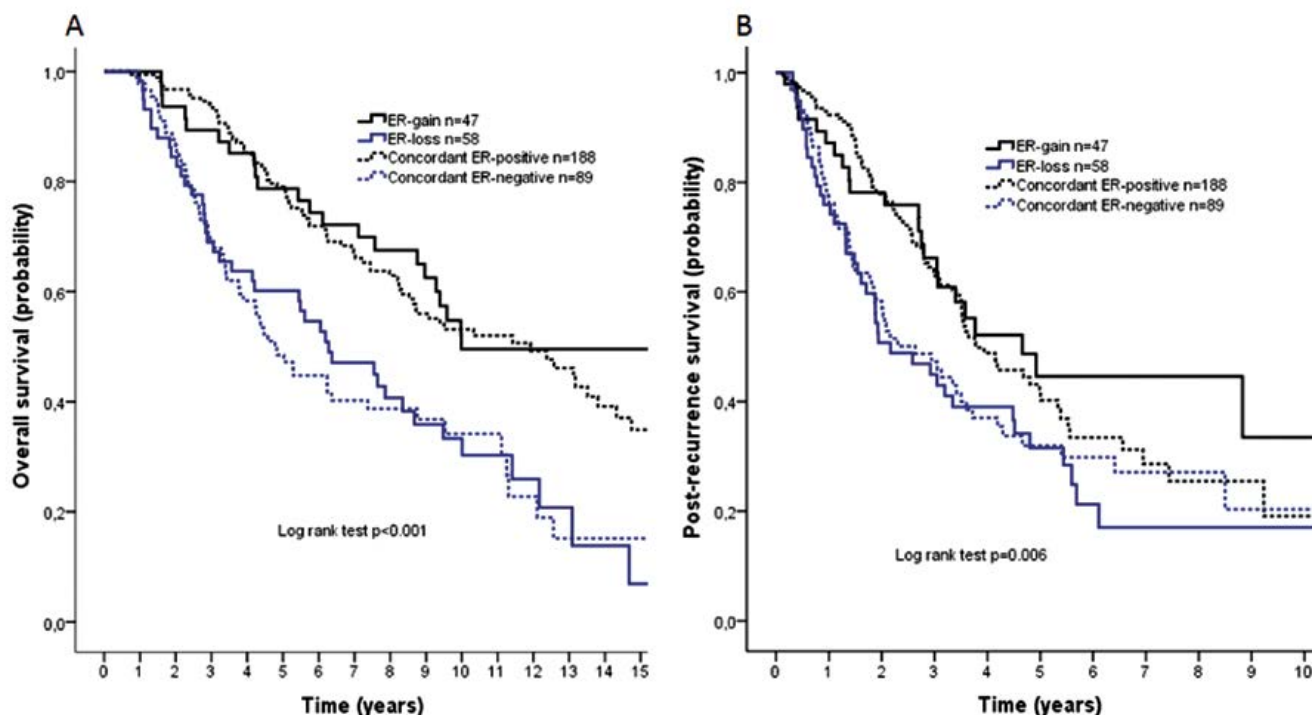 A
Overall survival (probability)
1,0
0,8
0,6
0,4
0,2
0,0
ER-gain n=47
ER-loss n=58
Concordant ER-positive n=188
Concordant ER-negative n=89
Log rank test p<0.001
0 1 2 3 4 5 6 7 8 9 10 11 12 13 14 15
Time (years)
B
Post-recurrence survival (probability)
1,0
0,8
0,6
0,4
0,2
0,0
ER-gain n=47
ER-loss n=58
Concordant ER-positive n=188
Concordant ER-negative n=89
Log rank test p=0.006
0 1 2 3 4 5 6 7 8 9 10
Time (years)